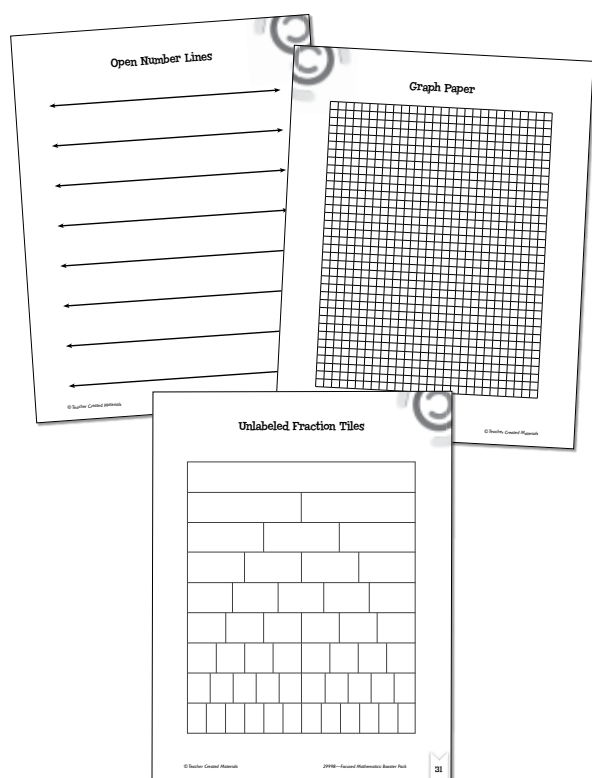 Open Number Lines
© Teacher Created Materials
Graph Paper
© Teacher Created Materials
Unlabeled Fraction Tiles
© Teacher Created Materials
29998—Focused Mathematics Booster Pack
31